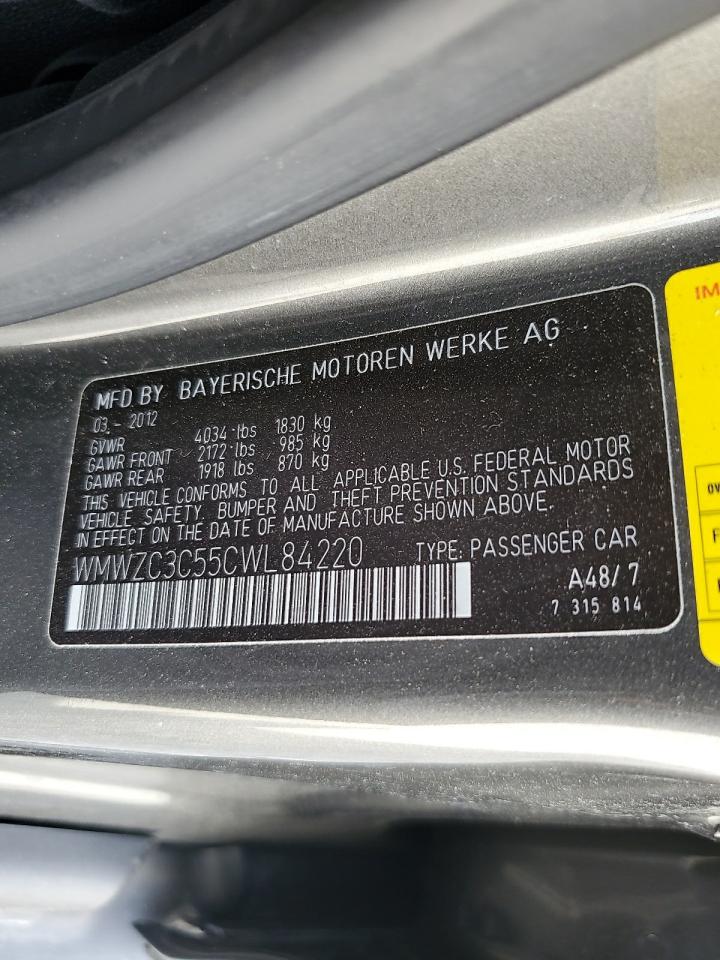 MFD BY BAYERISCHE MOTOREN WERKE AG
03 - 2012
GVWR 4034 lbs 1830 kg
GAWR FRONT 2172 lbs 985 kg
GAWR REAR 1918 lbs 870 kg
THIS VEHICLE CONFORMS TO ALL APPLICABLE U.S. FEDERAL MOTOR
VEHICLE SAFETY, BUMPER AND THEFT PREVENTION STANDARDS
IN EFFECT ON THE DATE OF MANUFACTURE SHOWN ABOVE.
WMWZC3C55CWL84220 TYPE: PASSENGER CAR
A48/7
7 315 814
IM